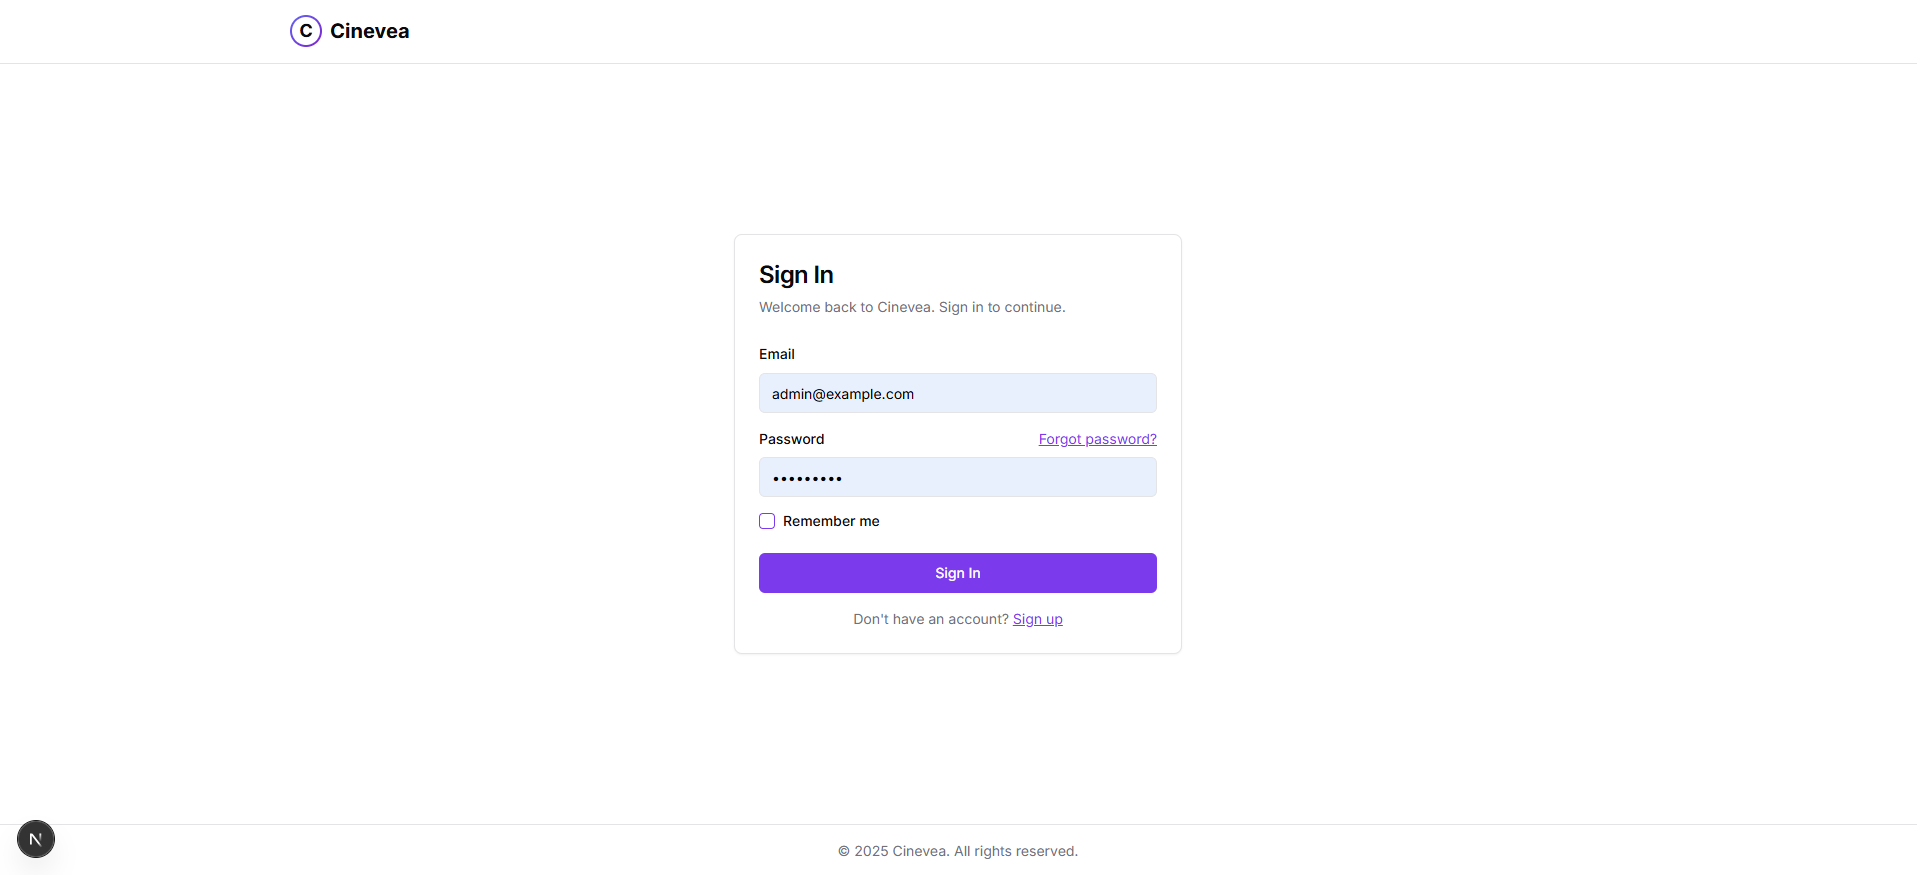 C Cinevea
Sign In
Welcome back to Cinevea. Sign in to continue.
Email
admin@example.com
Password Forgot password?
•••••••••
Remember me
Sign In
Don't have an account? Sign up
N
© 2025 Cinevea. All rights reserved.